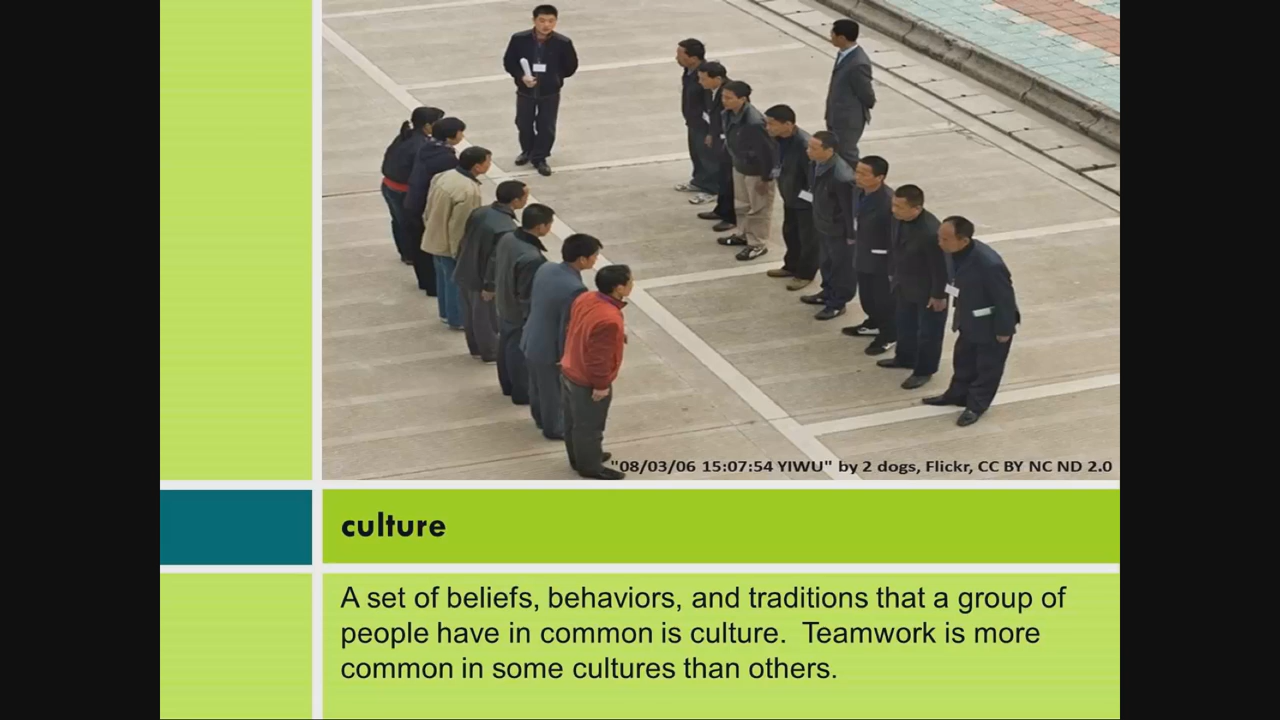 "08/03/06 15:07:54 YIWU" by 2 dogs, Flickr, CC BY NC ND 2.0
culture
A set of beliefs, behaviors, and traditions that a group of
people have in common is culture.  Teamwork is more
common in some cultures than others.